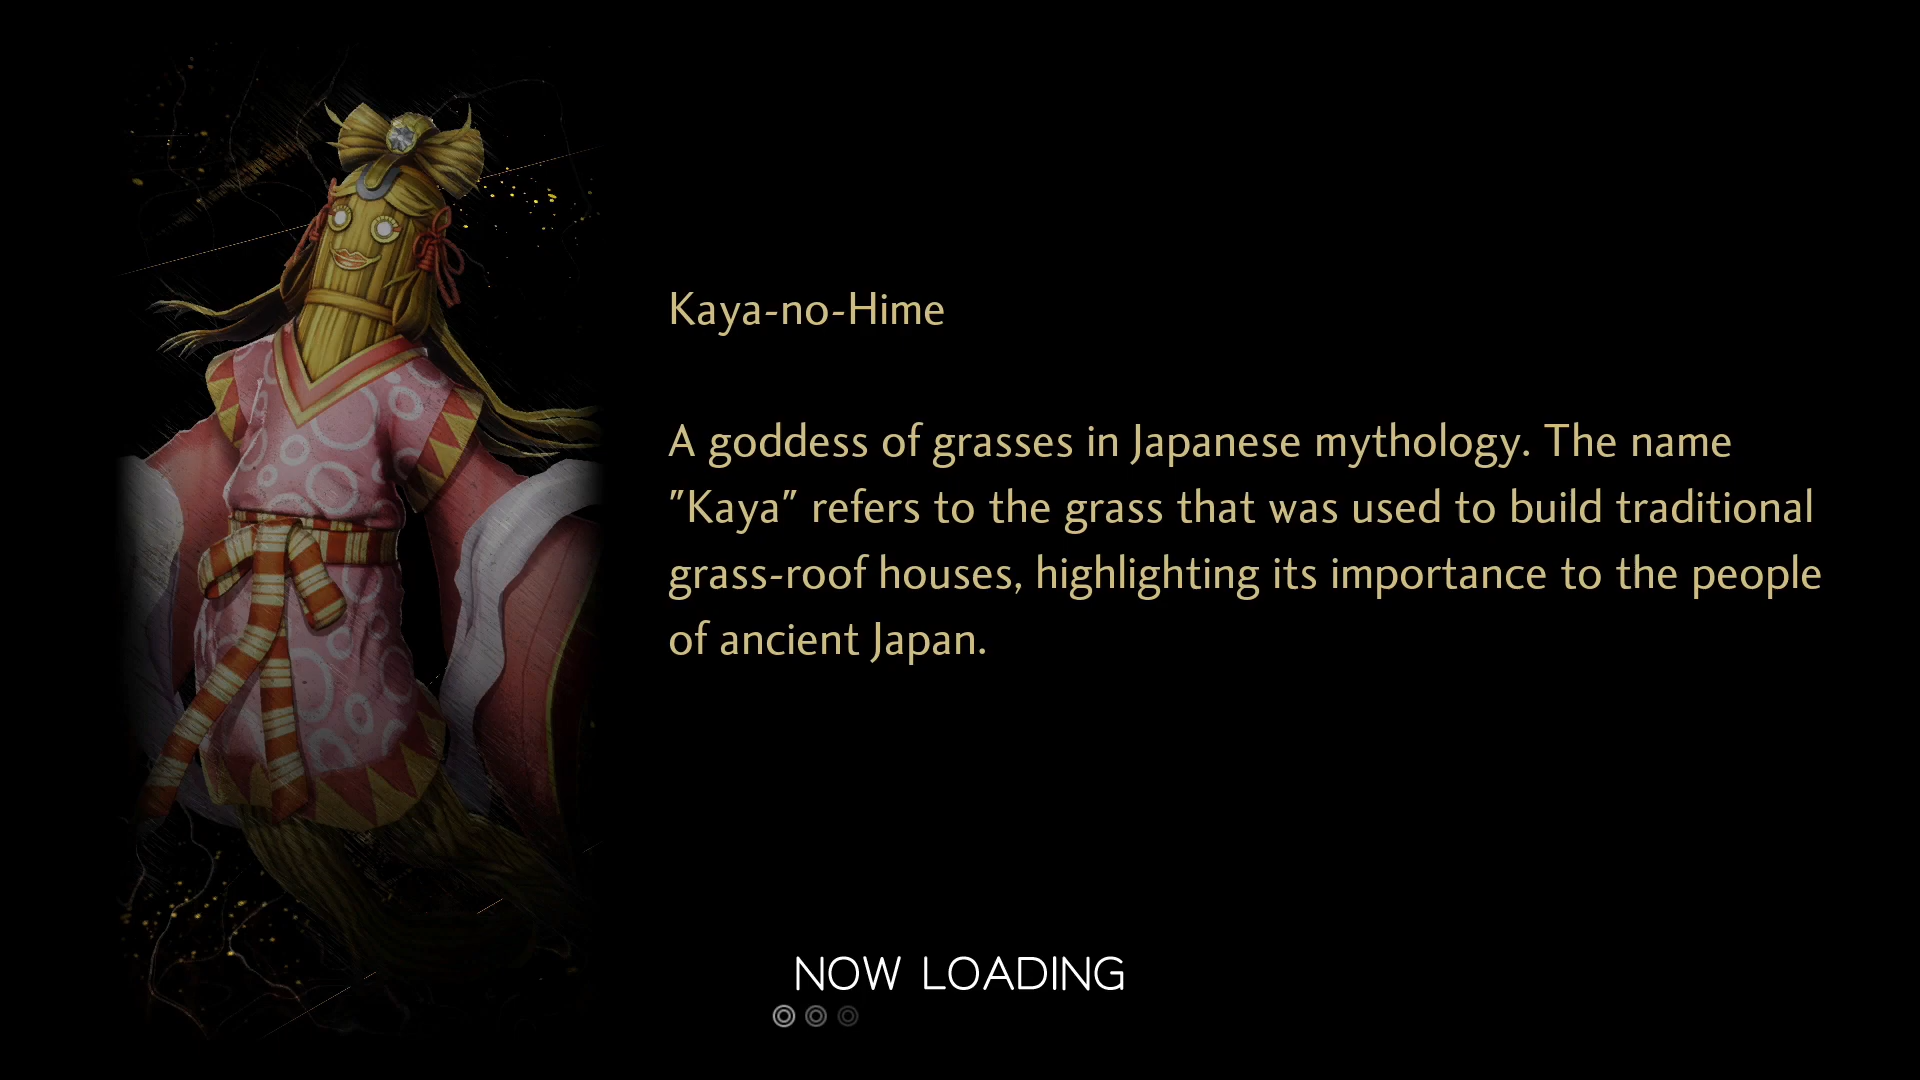 Kaya-no-Hime
A goddess of grasses in Japanese mythology. The name
"Kaya" refers to the grass that was used to build traditional
grass-roof houses, highlighting its importance to the people
of ancient Japan.
NOW LOADING